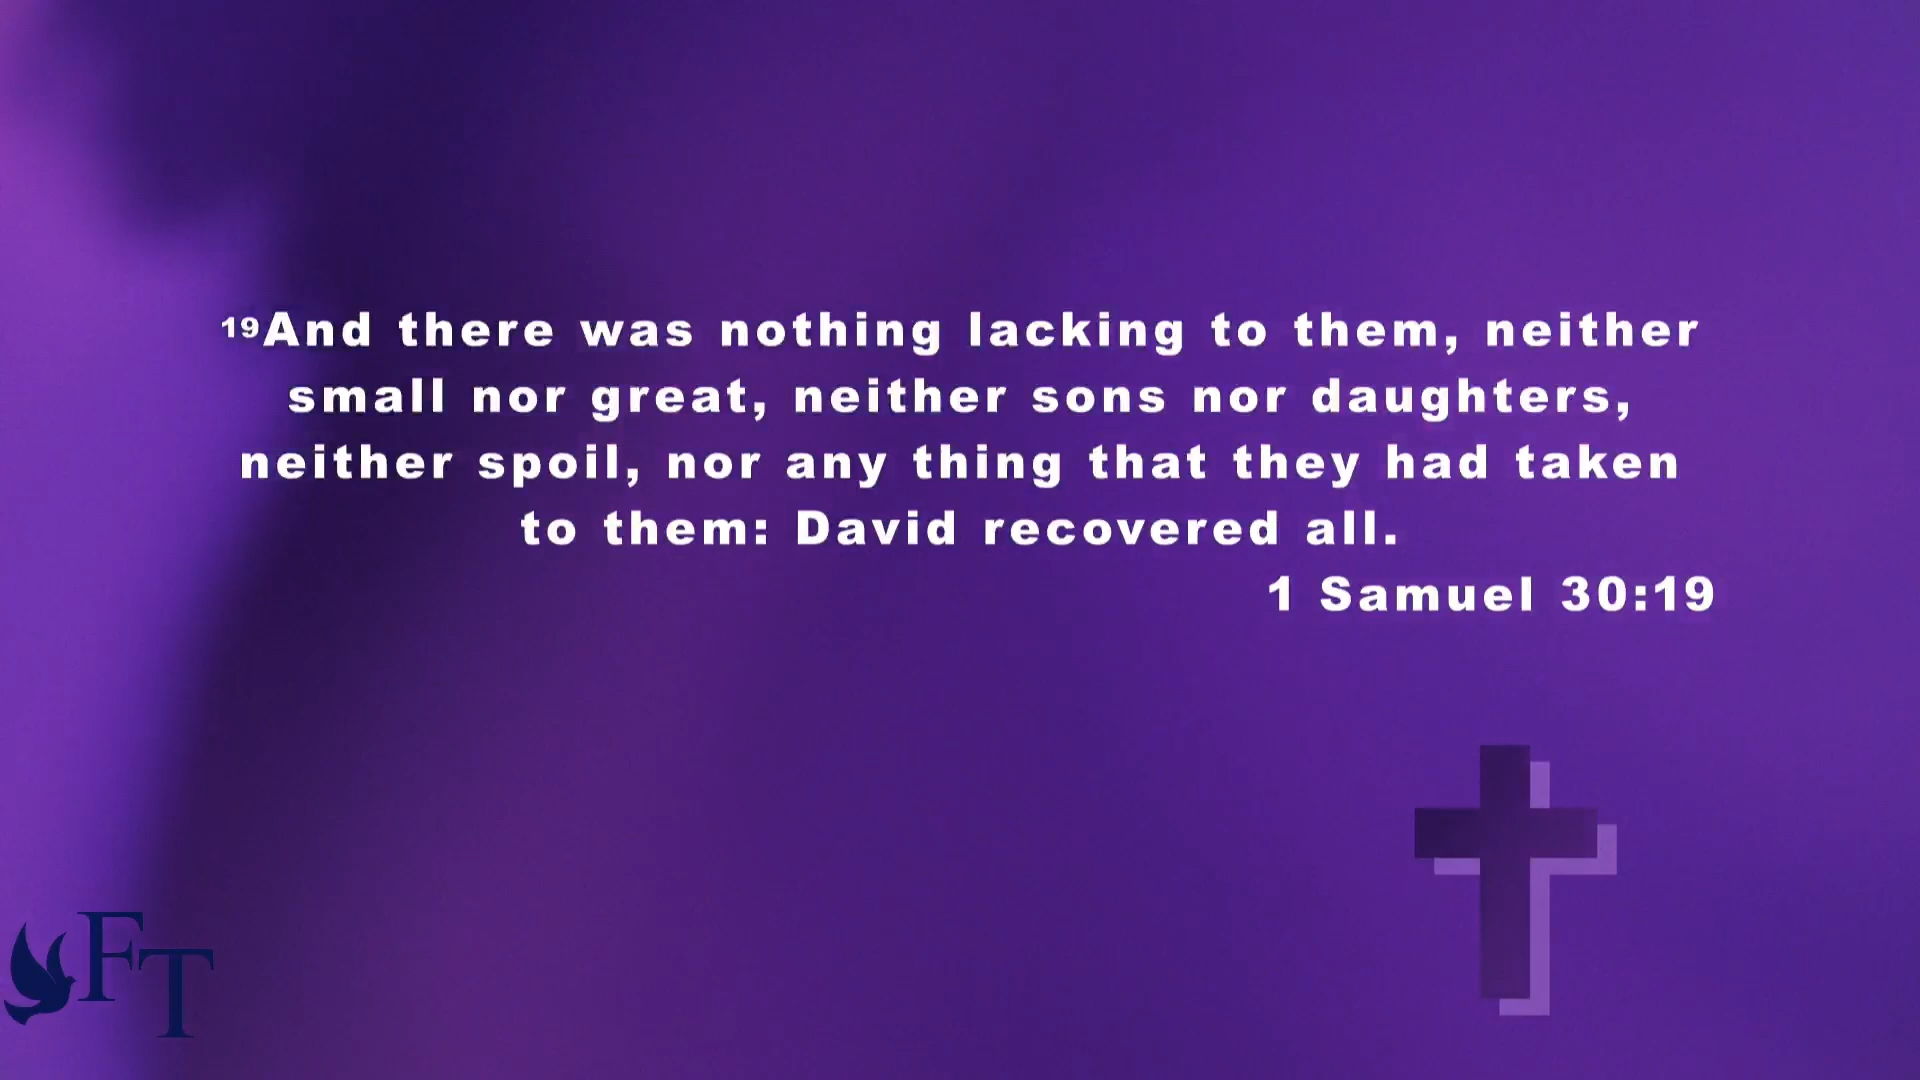 19And there was nothing lacking to them, neither
small nor great, neither sons nor daughters,
neither spoil, nor any thing that they had taken
to them: David recovered all.
1 Samuel 30:19
FT